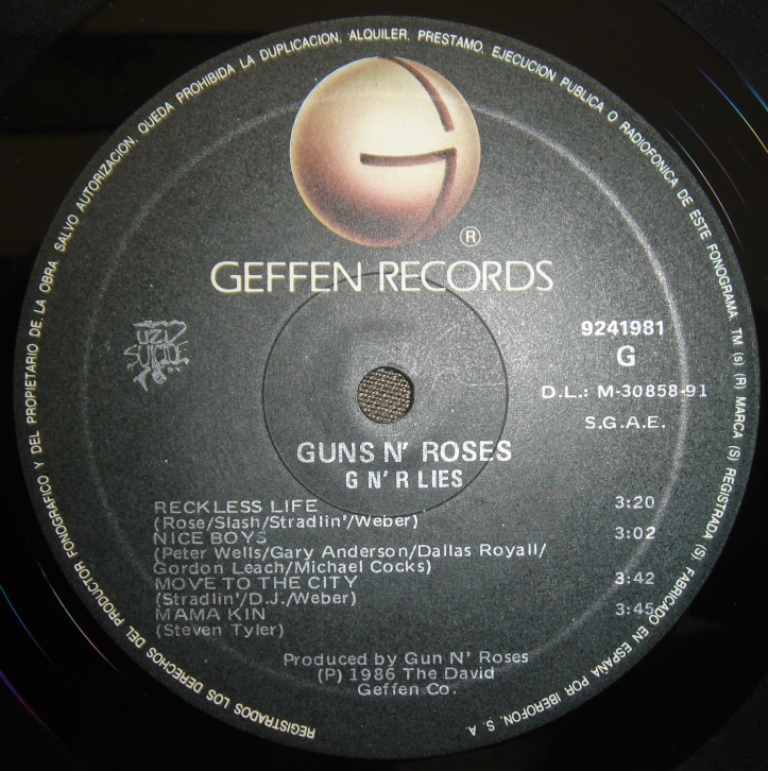 REGISTRADOS LOS DERECHOS DEL PRODUCTOR FONOGRAFICO Y DEL PROPIETARIO DE LA OBRA. SALVO AUTORIZACION, QUEDA PROHIBIDA LA DUPLICACION, ALQUILER, PRESTAMO, EJECUCION PUBLICA O RADIOFONICA DE ESTE FONOGRAMA. TM (s) (R) MARCA (S) REGISTRADA (S) FABRICADO EN ESPAÑA POR IBEROFON, S. A
®
GEFFEN RECORDS
UZI
SUICIDE
9241981
G
D.L.: M-30858-91
S.G.A.E.
GUNS N' ROSES
G N' R LIES
RECKLESS LIFE 3:20
(Rose/Slash/Stradlin'/Weber)
NICE BOYS 3:02
(Peter Wells/Gary Anderson/Dallas Royall/
Gordon Leach/Michael Cocks)
MOVE TO THE CITY 3:42
(Stradlin'/D.J./Weber)
MAMA KIN 3:45
(Steven Tyler)
Produced by Gun N' Roses
(P) 1986 The David
Geffen Co.